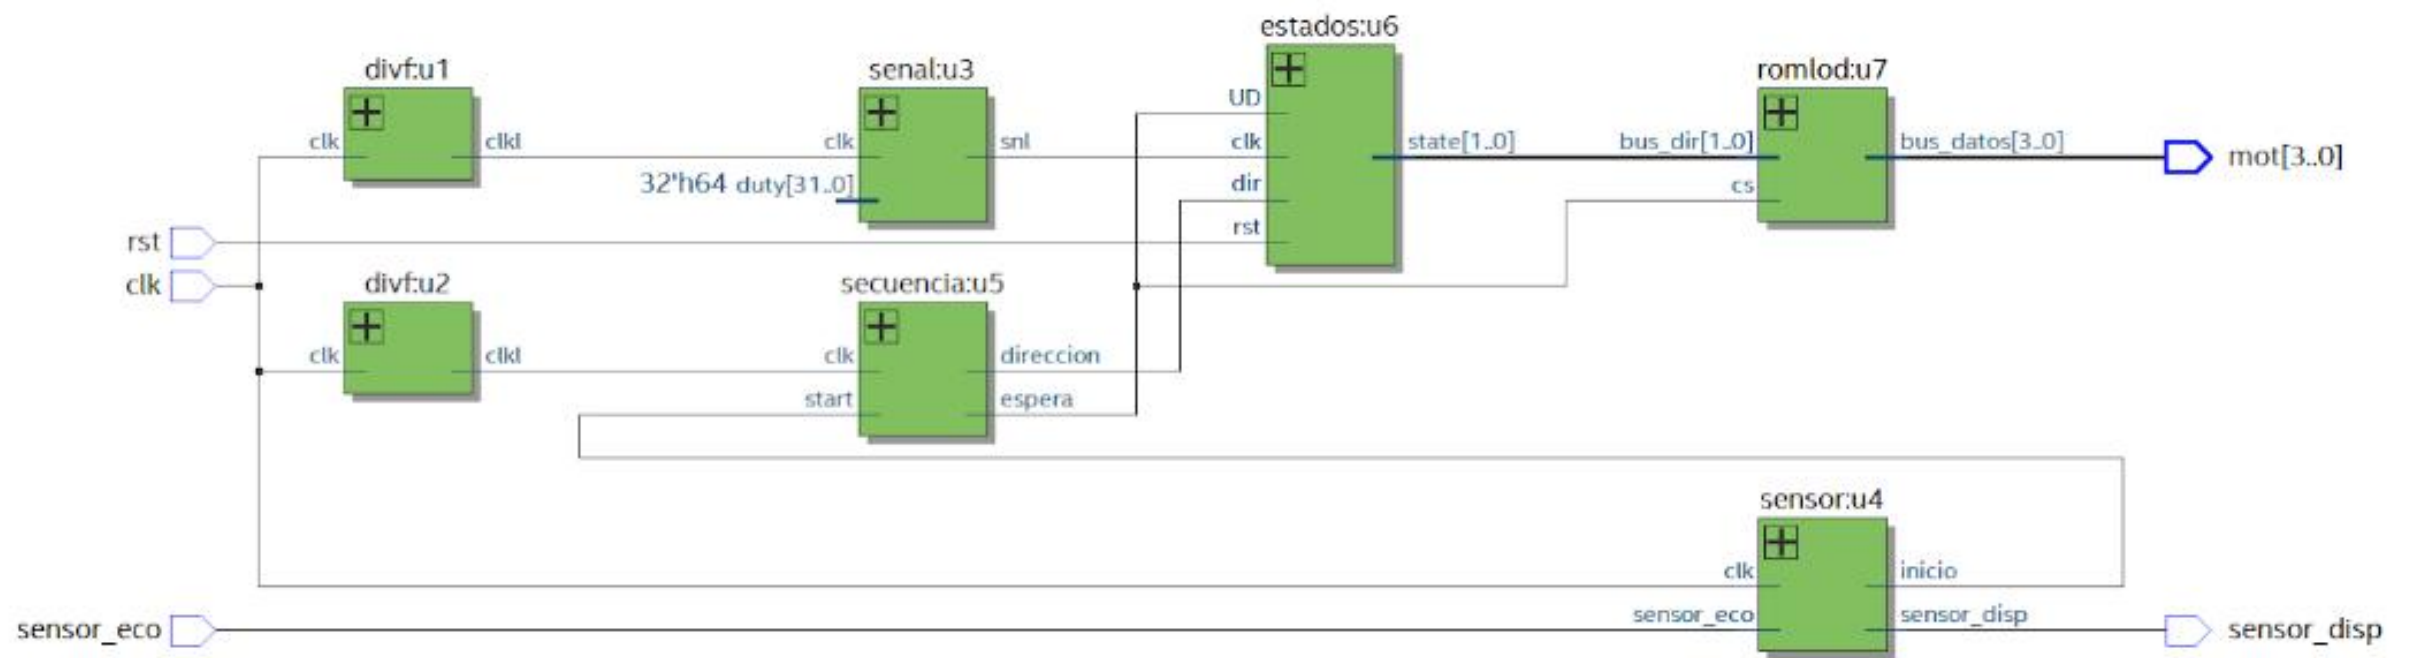 estados:u6
divf:u1
senal:u3
romlod:u7
UD
clk
clkl
clk
snl
clk
state[1..0]
bus_dir[1..0]
bus_datos[3..0]
mot[3..0]
32'h64 duty[31..0]
dir
cs
rst
rst
clk
divf:u2
secuencia:u5
clk
clkl
clk
direccion
start
espera
sensor:u4
clk
inicio
sensor_eco
sensor_eco
sensor_disp
sensor_disp